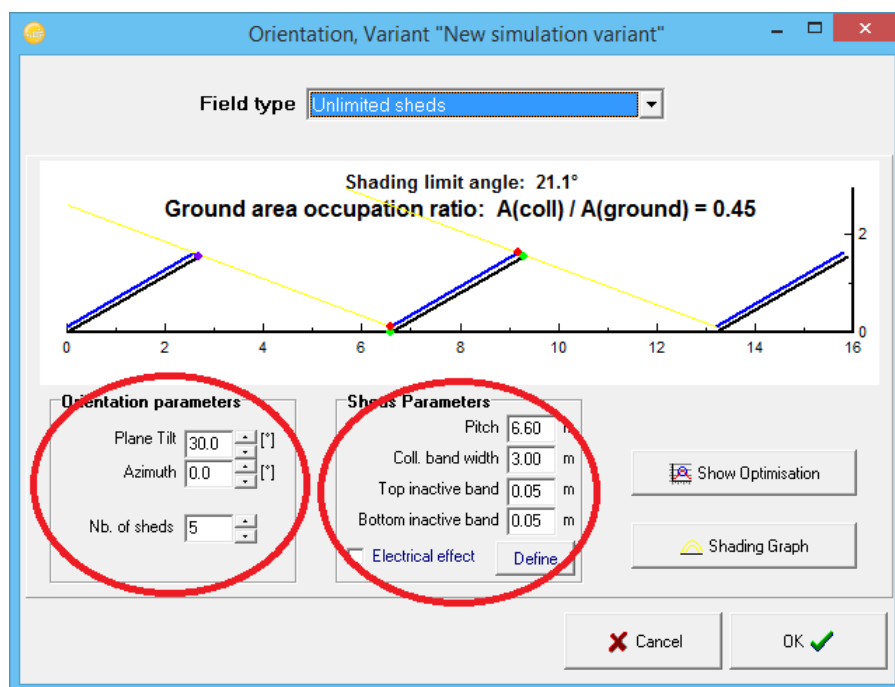 Orientation, Variant "New simulation variant"
Field type Unlimited sheds
Shading limit angle: 21.1°
Ground area occupation ratio: A(coll) / A(ground) = 0.45
2
0
0 2 4 6 8 10 12 14 16
Orientation parameters
Plane Tilt 30.0 [°]
Azimuth 0.0 [°]
Nb. of sheds 5
Sheds Parameters
Pitch 6.60 m
Coll. band width 3.00 m
Top inactive band 0.05 m
Bottom inactive band 0.05 m
Electrical effect Define
Show Optimisation
Shading Graph
Cancel OK